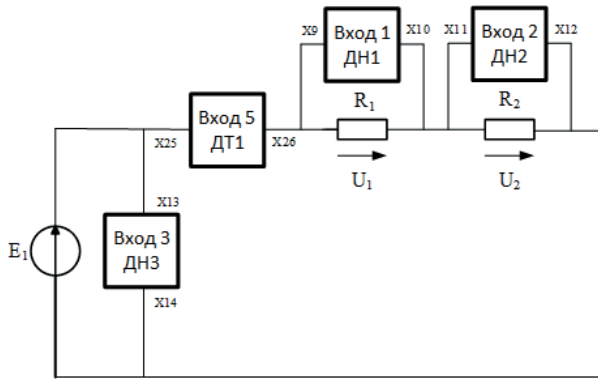 X9
Вход 1
ДН1
X10
X11
Вход 2
ДН2
X12
R1
R2
Вход 5
ДТ1
X25
X26
U1
U2
X13
Вход 3
ДН3
X14
E1